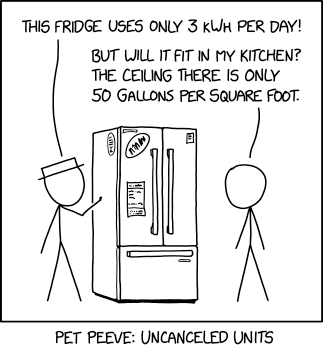 THIS FRIDGE USES ONLY 3 kWh PER DAY!
BUT WILL IT FIT IN MY KITCHEN?
THE CEILING THERE IS ONLY
50 GALLONS PER SQUARE FOOT.
PET PEEVE: UNCANCELED UNITS